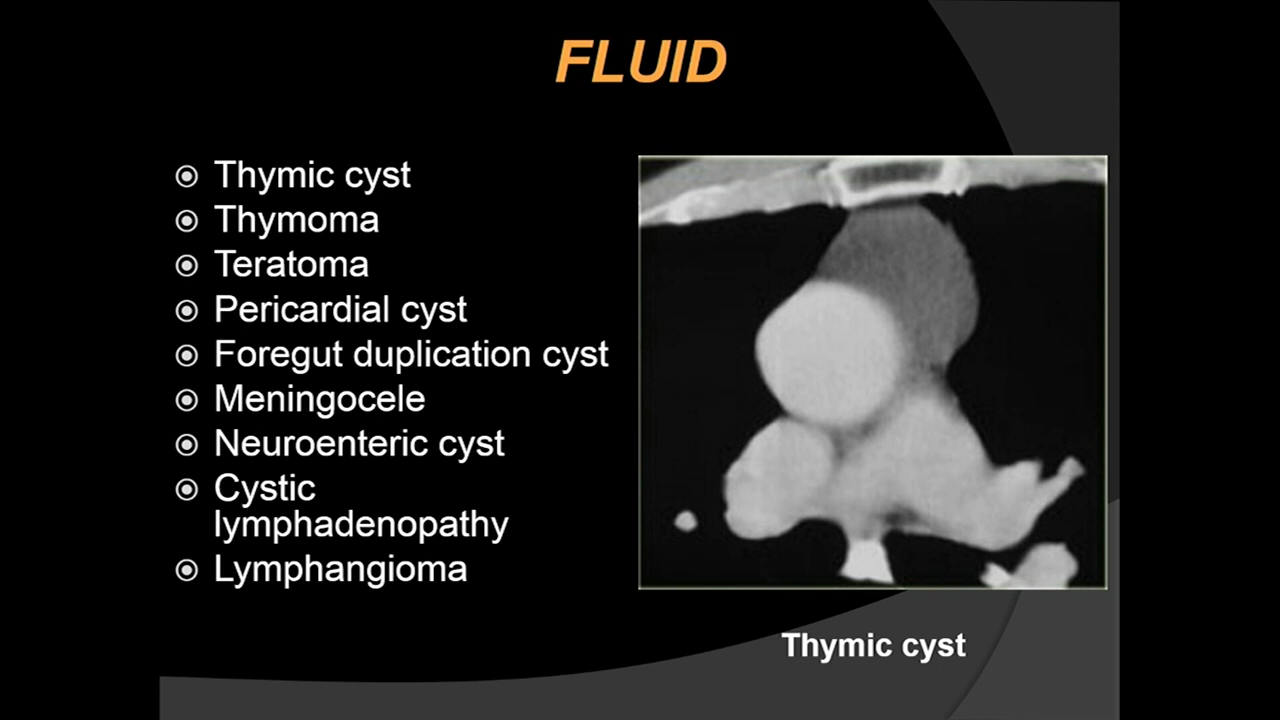 FLUID
Thymic cyst
Thymoma
Teratoma
Pericardial cyst
Foregut duplication cyst
Meningocele
Neuroenteric cyst
Cystic
lymphadenopathy
Lymphangioma
Thymic cyst